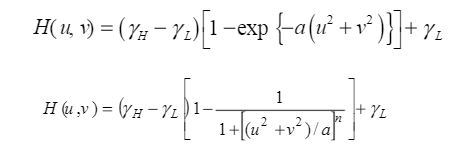 H(u, v) = (γ_H − γ_L)[1 − exp{−a(u² + v²)}] + γ_L
H(u,v) = (γ_H − γ_L)[1 − 1/(1+[(u² + v²)/a]ⁿ)] + γ_L